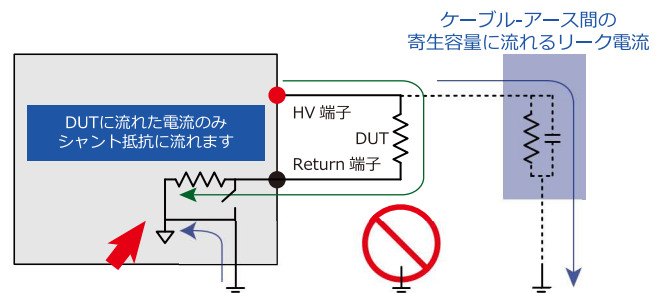 ケーブル-アース間の
寄生容量に流れるリーク電流
DUTに流れた電流のみ
シャント抵抗に流れます
HV 端子
DUT
Return 端子